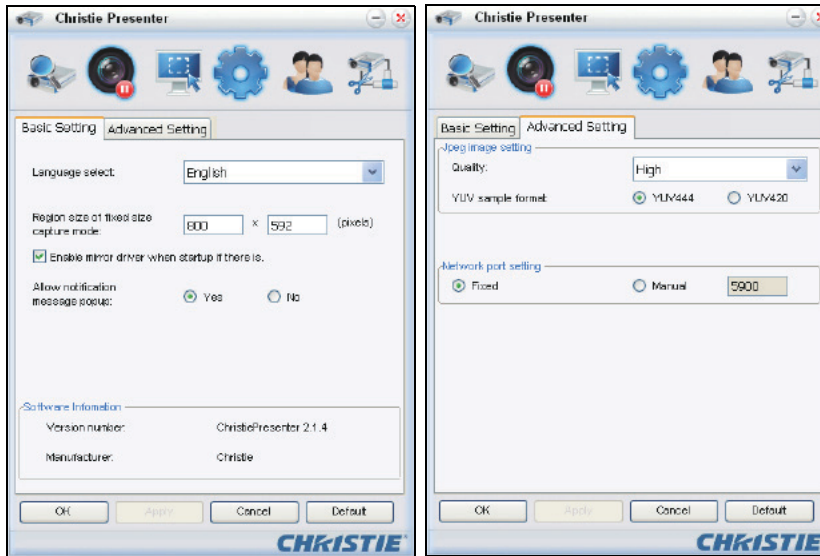 Christie Presenter
Basic Setting Advanced Setting
Language select: English
Region size of fixed size
capture mode: 800 x 592 (pixels)
Enable mirror driver when startup if there is.
Allow notification
message popup: Yes No
Software Infomation
Version number: ChristiePresenter 2.1.4
Manufacturer: Christie
OK Apply Cancel Default
CHRISTIE
Christie Presenter
Basic Setting Advanced Setting
Jpeg image setting
Quality: High
YUV sample format: YUV444 YUV420
Network port setting
Fixed Manual 5900
OK Apply Cancel Default
CHRISTIE